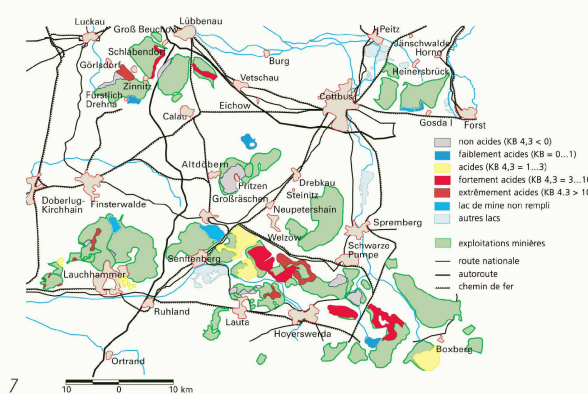 Luckau
Groß Beuchow
Lübbenau
Peitz
Schlabendorf
Jänschwalde
Burg
Horno
Görlsdorf
Heinersbrück
Zinnitz
Vetschau
Fürstlich
Drehna
Cottbus
Eichow
Calau
Gosda I
Forst
non acides (KB 4,3 < 0)
faiblement acides (KB = 0...1)
Altdöbern
acides (KB 4,3 = 1...3)
Pritzen
Drebkau
fortement acides (KB 4,3 = 3...10
Großräschen
Steinitz
extrêmement acides (KB 4.3 > 10
Doberlug-
Kirchhain
Finsterwalde
Neupetershain
lac de mine non rempli
autres lacs
Spremberg
Welzow
exploitations minières
Schwarze
Pumpe
Senftenberg
route nationale
Lauchhammer
autoroute
chemin de fer
Ruhland
Lauta
Hoyerswerda
Boxberg
Ortrand
7
10 0 10 km